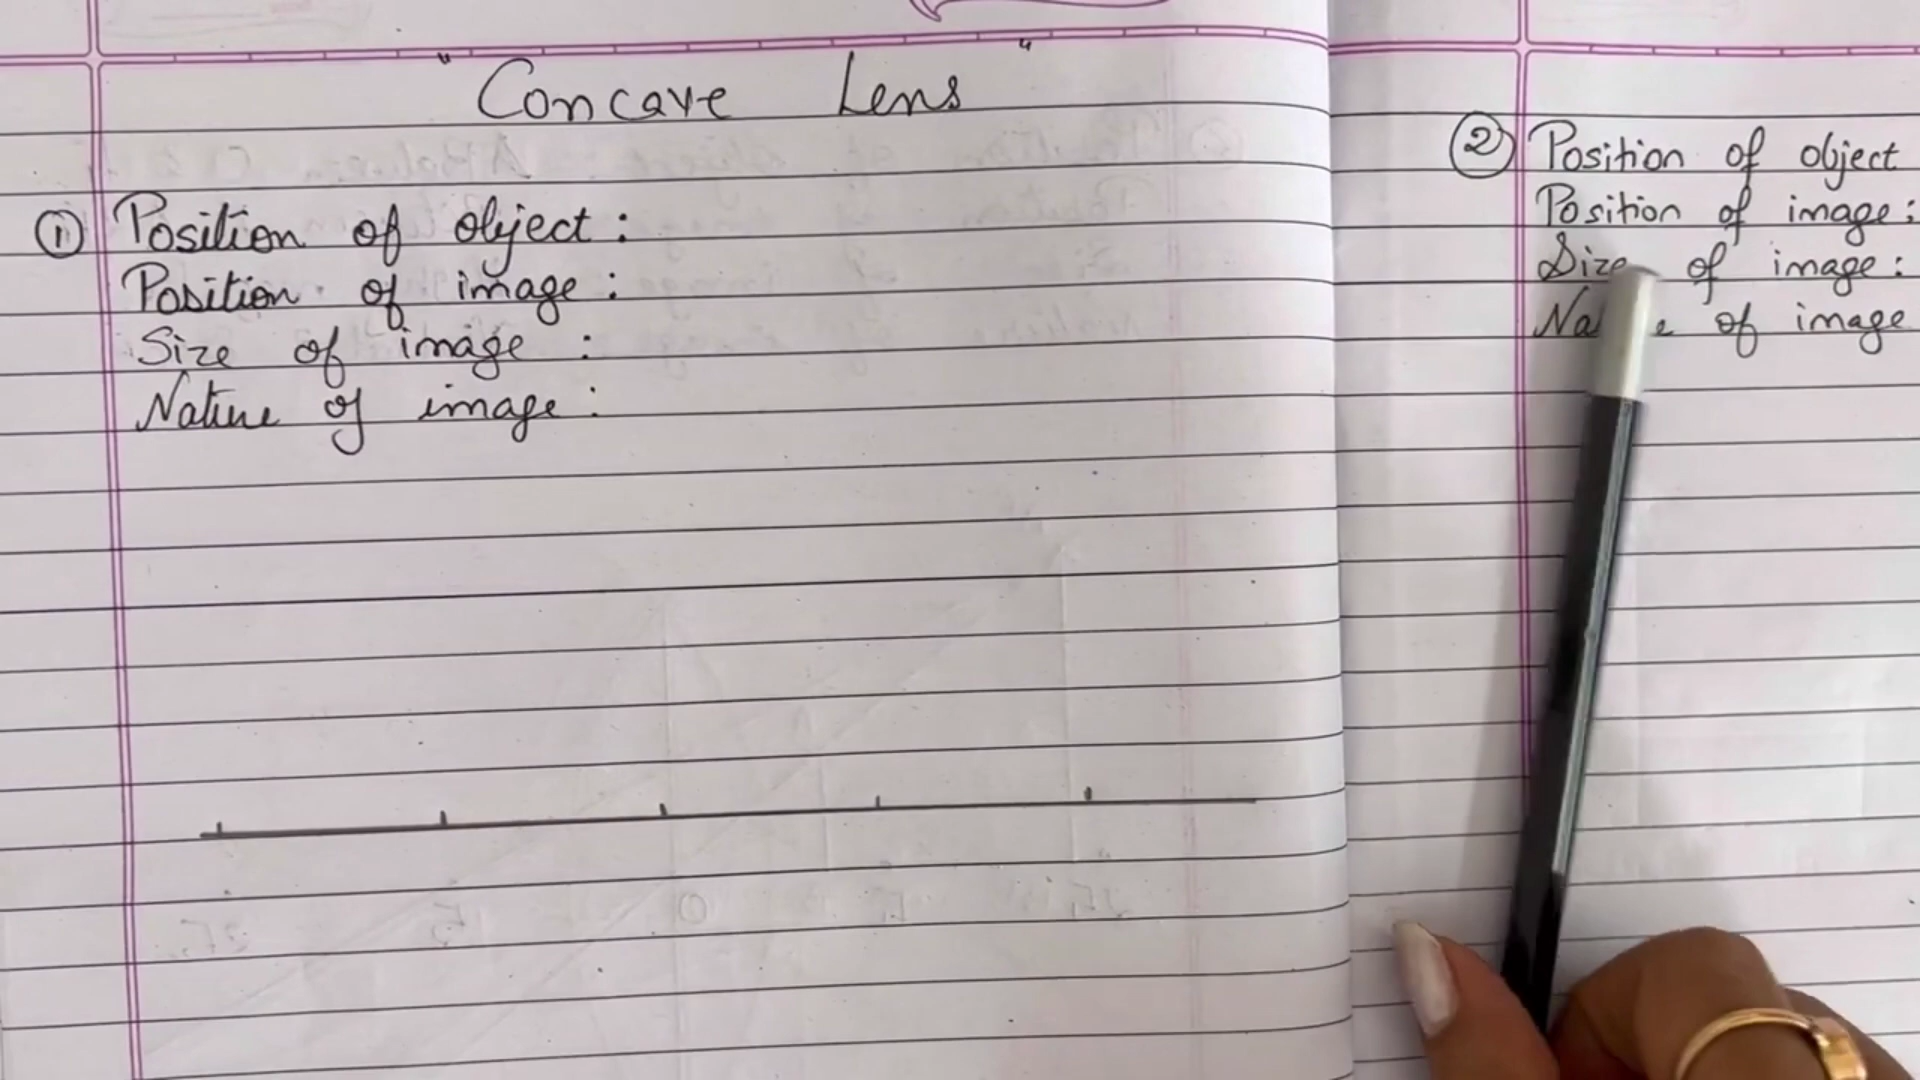 "Concave Lens"
① Position of object :
Position of image :
Size of image :
Nature of image :
② Position of object
Position of image :
Size of image :
of image